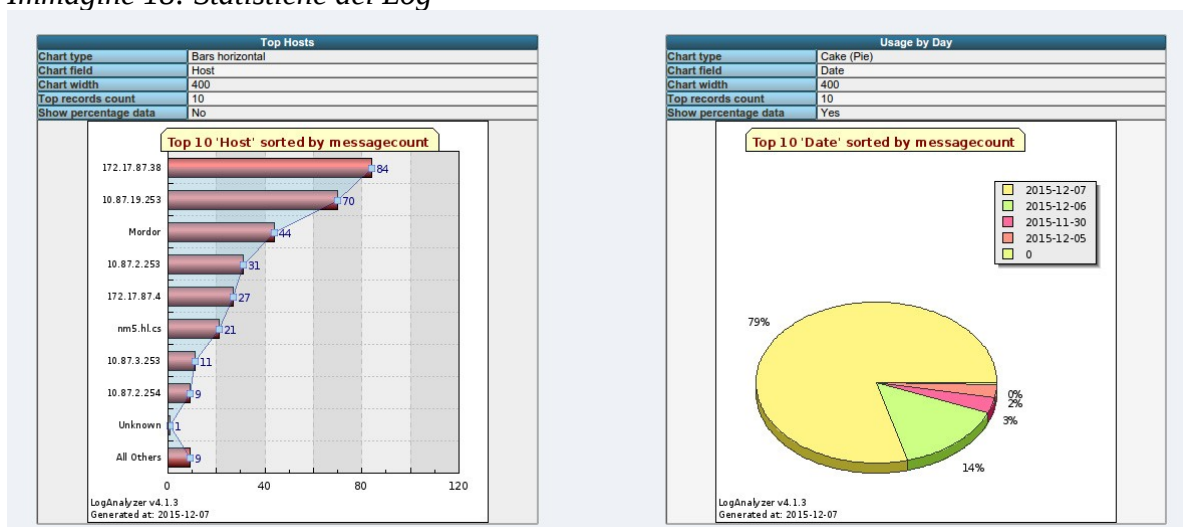 Immagine 18: Statistiche dei Log
Top Hosts
Chart type Bars horizontal
Chart field Host
Chart width 400
Top records count 10
Show percentage data No
Top 10 'Host' sorted by messagecount
172.17.87.38 84
10.87.19.253 70
Mordor 44
10.87.2.253 31
172.17.87.4 27
nm5.hl.cs 21
10.87.3.253 11
10.87.2.254 9
Unknown 1
All Others 9
0 40 80 120
LogAnalyzer v4.1.3
Generated at: 2015-12-07
Usage by Day
Chart type Cake (Pie)
Chart field Date
Chart width 400
Top records count 10
Show percentage data Yes
Top 10 'Date' sorted by messagecount
2015-12-07
2015-12-06
2015-11-30
2015-12-05
0
79%
0%
2%
3%
14%
LogAnalyzer v4.1.3
Generated at: 2015-12-07